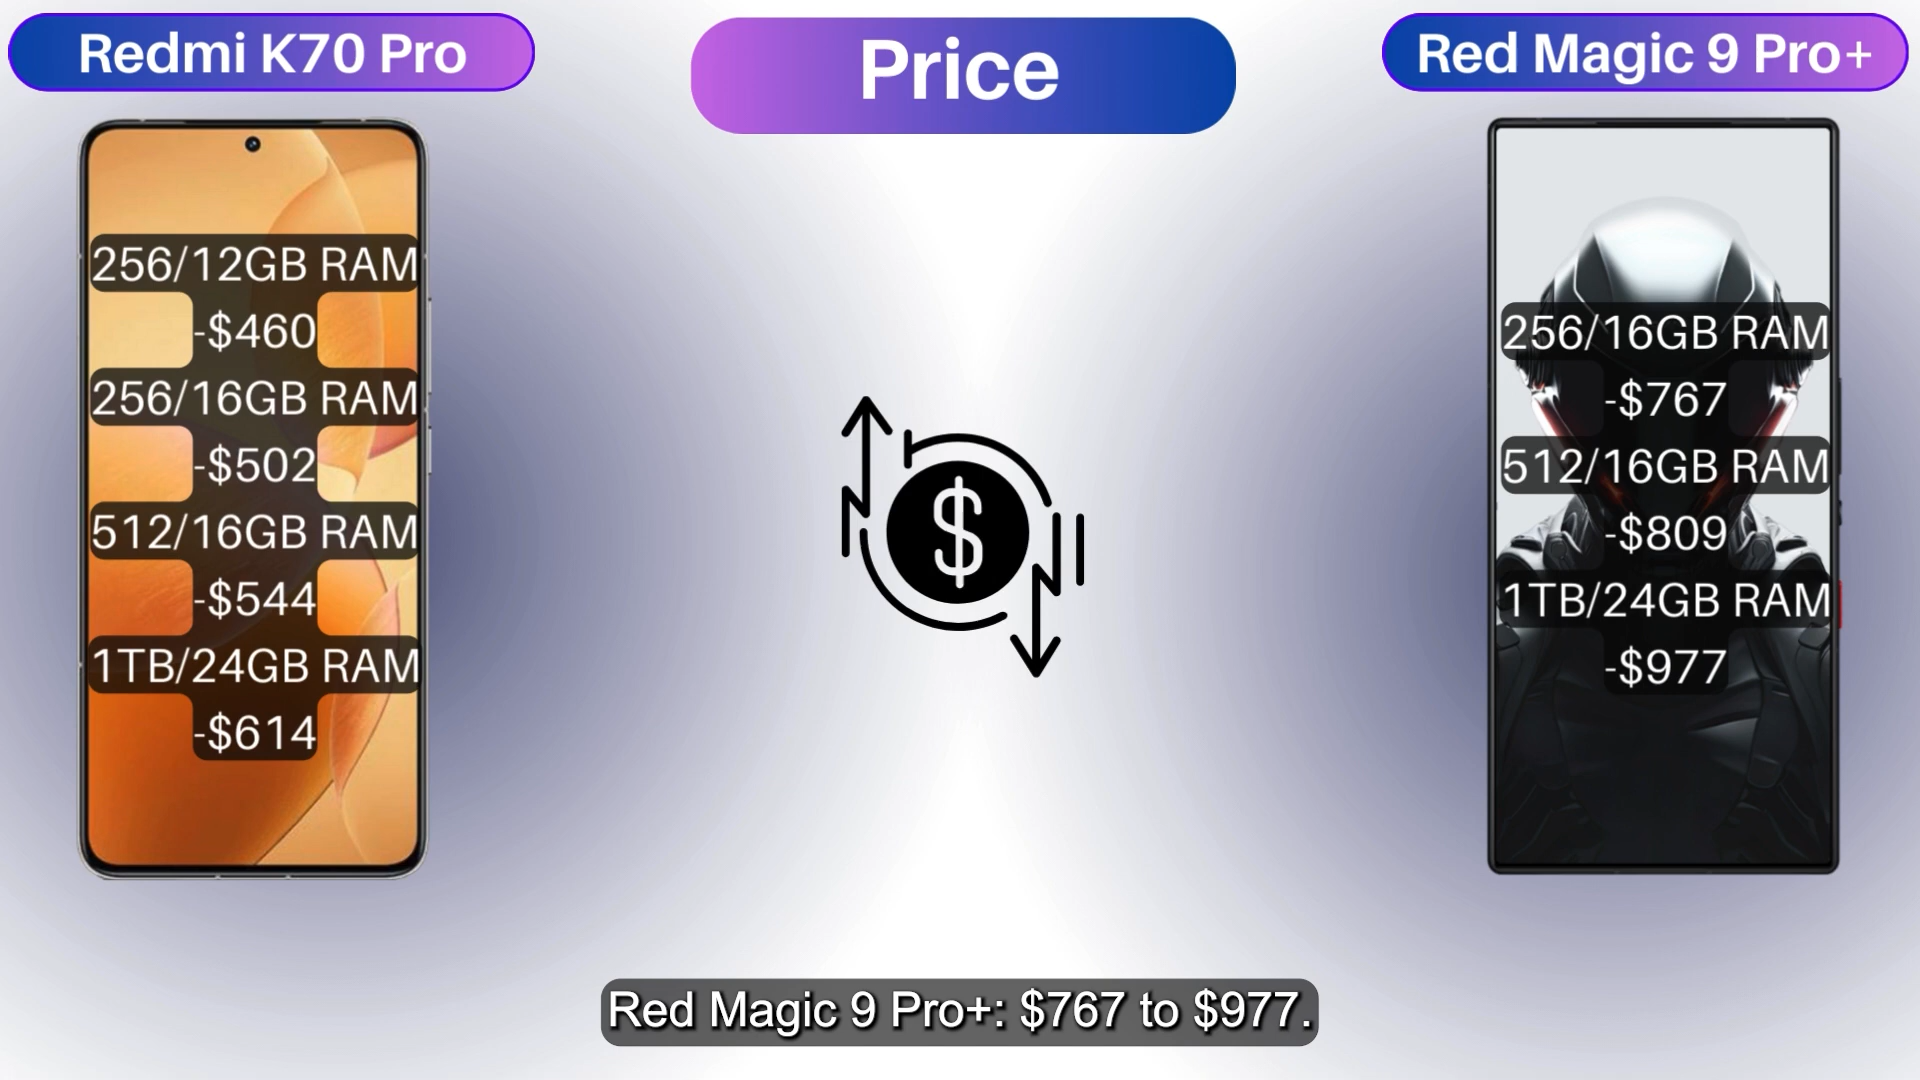 Redmi K70 Pro
Price
Red Magic 9 Pro+
256/12GB RAM
-$460
256/16GB RAM
-$502
512/16GB RAM
-$544
1TB/24GB RAM
-$614
$
256/16GB RAM
-$767
512/16GB RAM
-$809
1TB/24GB RAM
-$977
Red Magic 9 Pro+: $767 to $977.